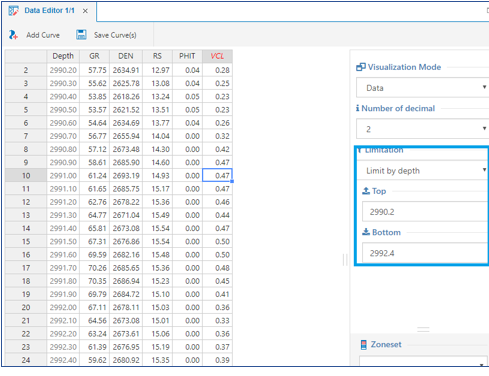 Data Editor 1/1 ×
Add Curve Save Curve(s)
Depth GR DEN RS PHIT VCL
2 2990.20 57.75 2634.91 12.97 0.04 0.28
3 2990.30 55.62 2625.78 13.08 0.04 0.25
4 2990.40 53.85 2618.26 13.24 0.05 0.23
5 2990.50 53.57 2621.52 13.51 0.05 0.23
6 2990.60 54.64 2634.69 13.77 0.04 0.26
7 2990.70 56.77 2655.94 14.04 0.00 0.32
8 2990.80 57.12 2673.48 14.30 0.00 0.42
9 2990.90 58.61 2685.90 14.60 0.00 0.47
10 2991.00 61.24 2693.19 14.93 0.00 0.47
11 2991.10 61.65 2685.75 15.17 0.00 0.47
12 2991.20 62.76 2678.22 15.36 0.00 0.46
13 2991.30 64.77 2671.04 15.49 0.00 0.44
14 2991.40 65.81 2673.08 15.54 0.00 0.47
15 2991.50 67.31 2676.86 15.54 0.00 0.50
16 2991.60 69.59 2682.16 15.48 0.00 0.50
17 2991.70 70.26 2685.65 15.36 0.00 0.48
18 2991.80 70.35 2686.94 15.23 0.00 0.45
19 2991.90 69.79 2684.72 15.10 0.00 0.41
20 2992.00 67.11 2678.11 15.03 0.00 0.36
21 2992.10 64.56 2673.08 15.01 0.00 0.33
22 2992.20 63.24 2673.61 15.06 0.00 0.36
23 2992.30 61.39 2676.95 15.19 0.00 0.37
24 2992.40 59.62 2680.92 15.35 0.00 0.39
Visualization Mode
Data
Number of decimal
2
Limitation
Limit by depth
Top
2990.2
Bottom
2992.4
Zoneset